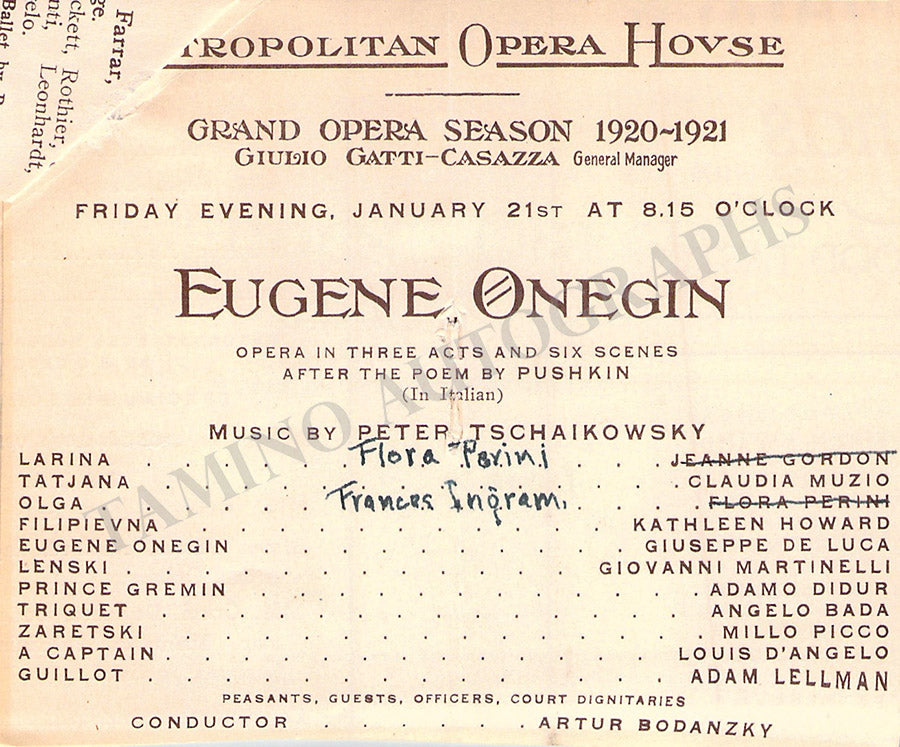 Farrar,
ge.
ckett, Rothier,
nti, Leonhardt,
elo.
Ballet by
TROPOLITAN OPERA HOVSE
GRAND OPERA SEASON 1920~1921
GIULIO GATTI-CASAZZA General Manager
FRIDAY EVENING, JANUARY 21ST AT 8.15 O'CLOCK
EUGENE ONEGIN
OPERA IN THREE ACTS AND SIX SCENES
AFTER THE POEM BY PUSHKIN
(In Italian)
MUSIC BY PETER TSCHAIKOWSKY
LARINA . . . . . Flora Perini . . . . JEANNE GORDON
TATJANA . . . . . . . . . . CLAUDIA MUZIO
OLGA . . . . . Frances Ingram. . . . . FLORA PERINI
FILIPIEVNA . . . . . . . . . KATHLEEN HOWARD
EUGENE ONEGIN . . . . . . . . GIUSEPPE DE LUCA
LENSKI . . . . . . . . . . GIOVANNI MARTINELLI
PRINCE GREMIN . . . . . . . . . ADAMO DIDUR
TRIQUET . . . . . . . . . . ANGELO BADA
ZARETSKI . . . . . . . . . . MILLO PICCO
A CAPTAIN . . . . . . . . . LOUIS D'ANGELO
GUILLOT . . . . . . . . . . ADAM LELLMAN
PEASANTS, GUESTS, OFFICERS, COURT DIGNITARIES
CONDUCTOR . . . . . . ARTUR BODANZKY
TAMINO AUTOGRAPHS